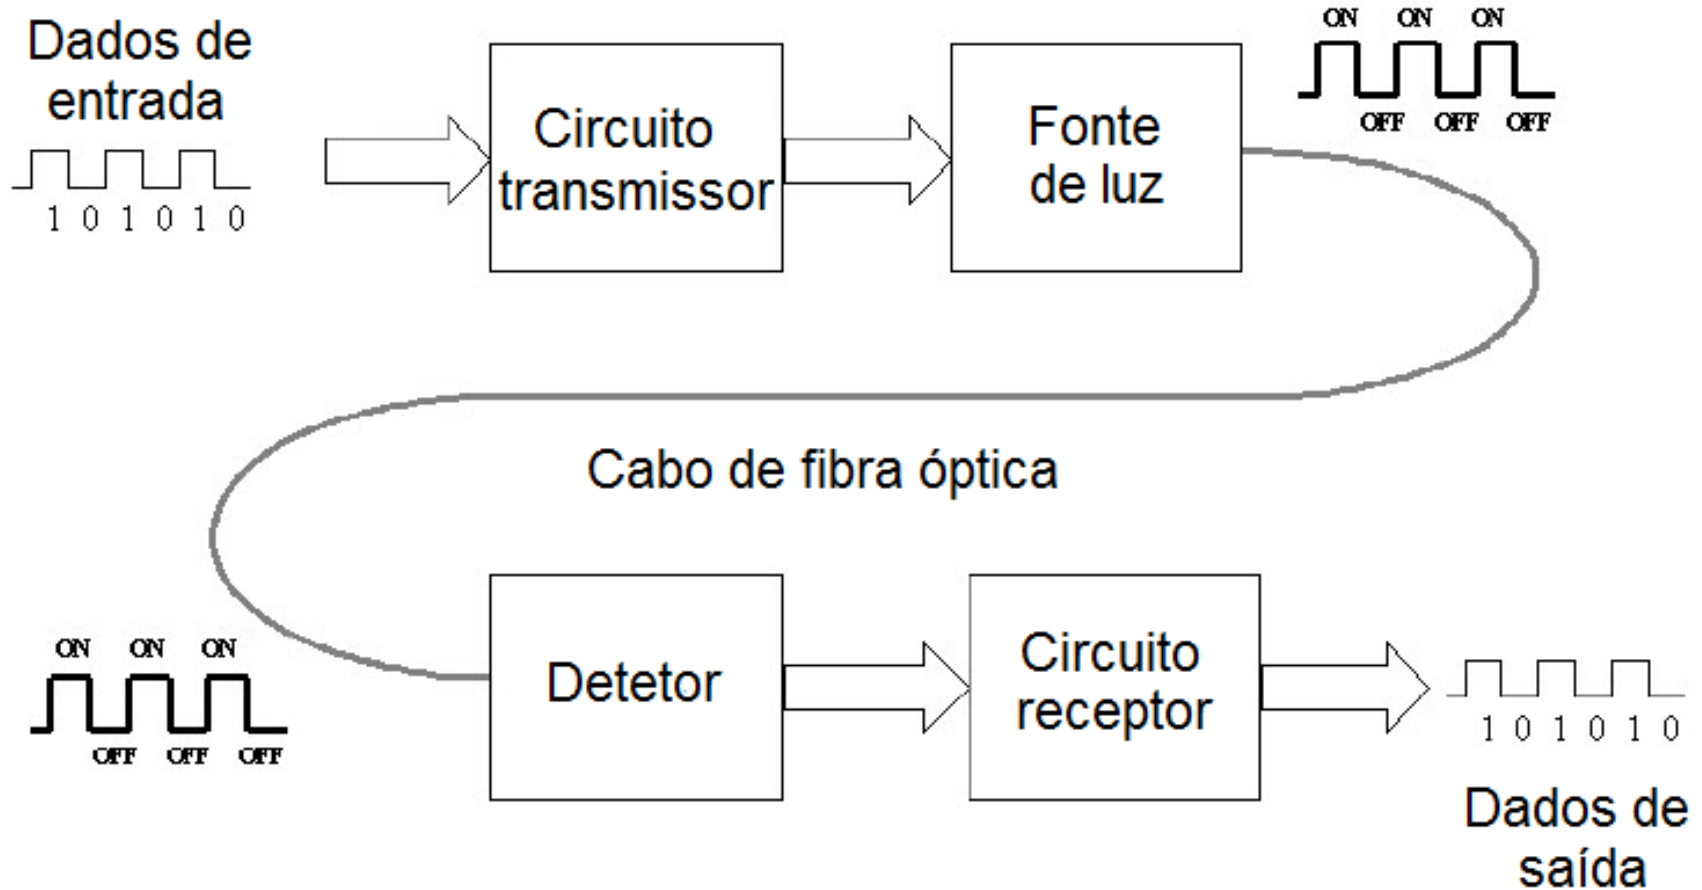 Dados de
entrada
1 0 1 0 1 0
Circuito
transmissor
Fonte
de luz
ON ON ON
OFF OFF OFF
Cabo de fibra óptica
ON ON ON
OFF OFF OFF
Detetor
Circuito
receptor
1 0 1 0 1 0
Dados de
saída